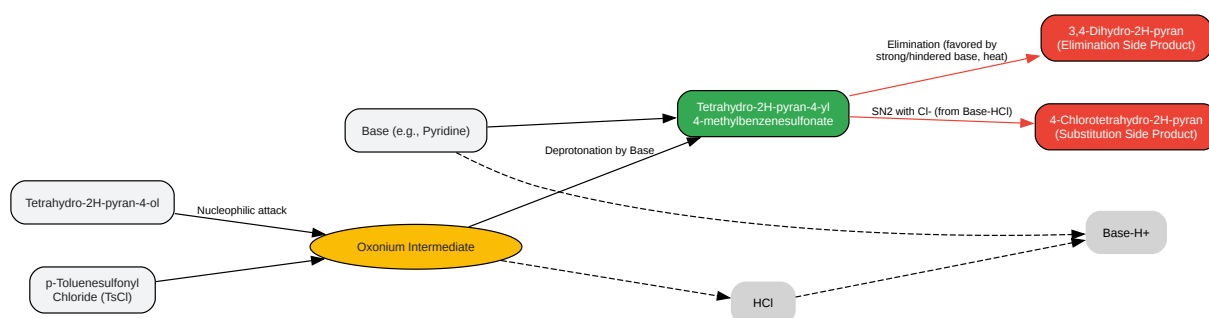 3,4-Dihydro-2H-pyran
(Elimination Side Product)
Elimination (favored by
strong/hindered base, heat)
Tetrahydro-2H-pyran-4-yl
4-methylbenzenesulfonate
SN2 with Cl- (from Base-HCl)
4-Chlorotetrahydro-2H-pyran
(Substitution Side Product)
Base (e.g., Pyridine)
Deprotonation by Base
Tetrahydro-2H-pyran-4-ol
Nucleophilic attack
Oxonium Intermediate
Base-H+
p-Toluenesulfonyl
Chloride (TsCl)
HCl